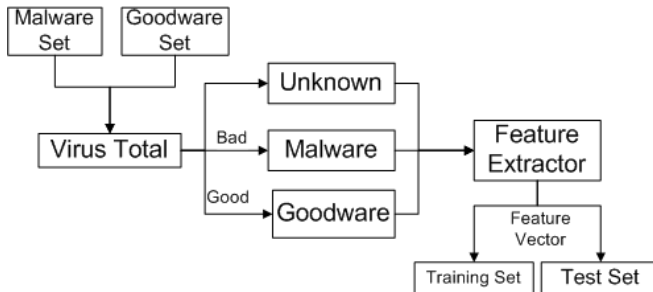 Malware
Set
Goodware
Set
Unknown
Virus Total
Bad
Malware
Feature
Extractor
Good
Goodware
Feature
Vector
Training Set
Test Set